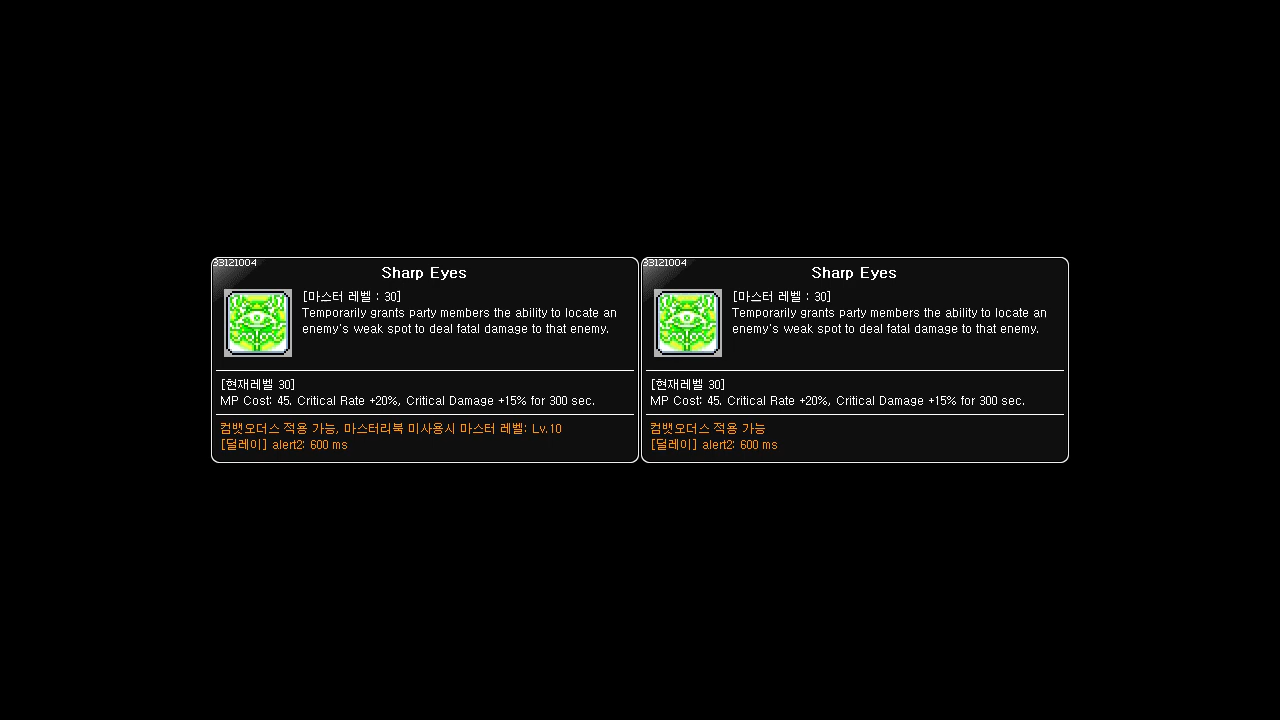 33121004
Sharp Eyes
[마스터 레벨 : 30]
Temporarily grants party members the ability to locate an
enemy's weak spot to deal fatal damage to that enemy.
[현재레벨 30]
MP Cost: 45. Critical Rate +20%, Critical Damage +15% for 300 sec.
컴뱃오더스 적용 가능, 마스터리북 미사용시 마스터 레벨: Lv.10
[딜레이] alert2: 600 ms
33121004
Sharp Eyes
[마스터 레벨 : 30]
Temporarily grants party members the ability to locate an
enemy's weak spot to deal fatal damage to that enemy.
[현재레벨 30]
MP Cost: 45. Critical Rate +20%, Critical Damage +15% for 300 sec.
컴뱃오더스 적용 가능
[딜레이] alert2: 600 ms